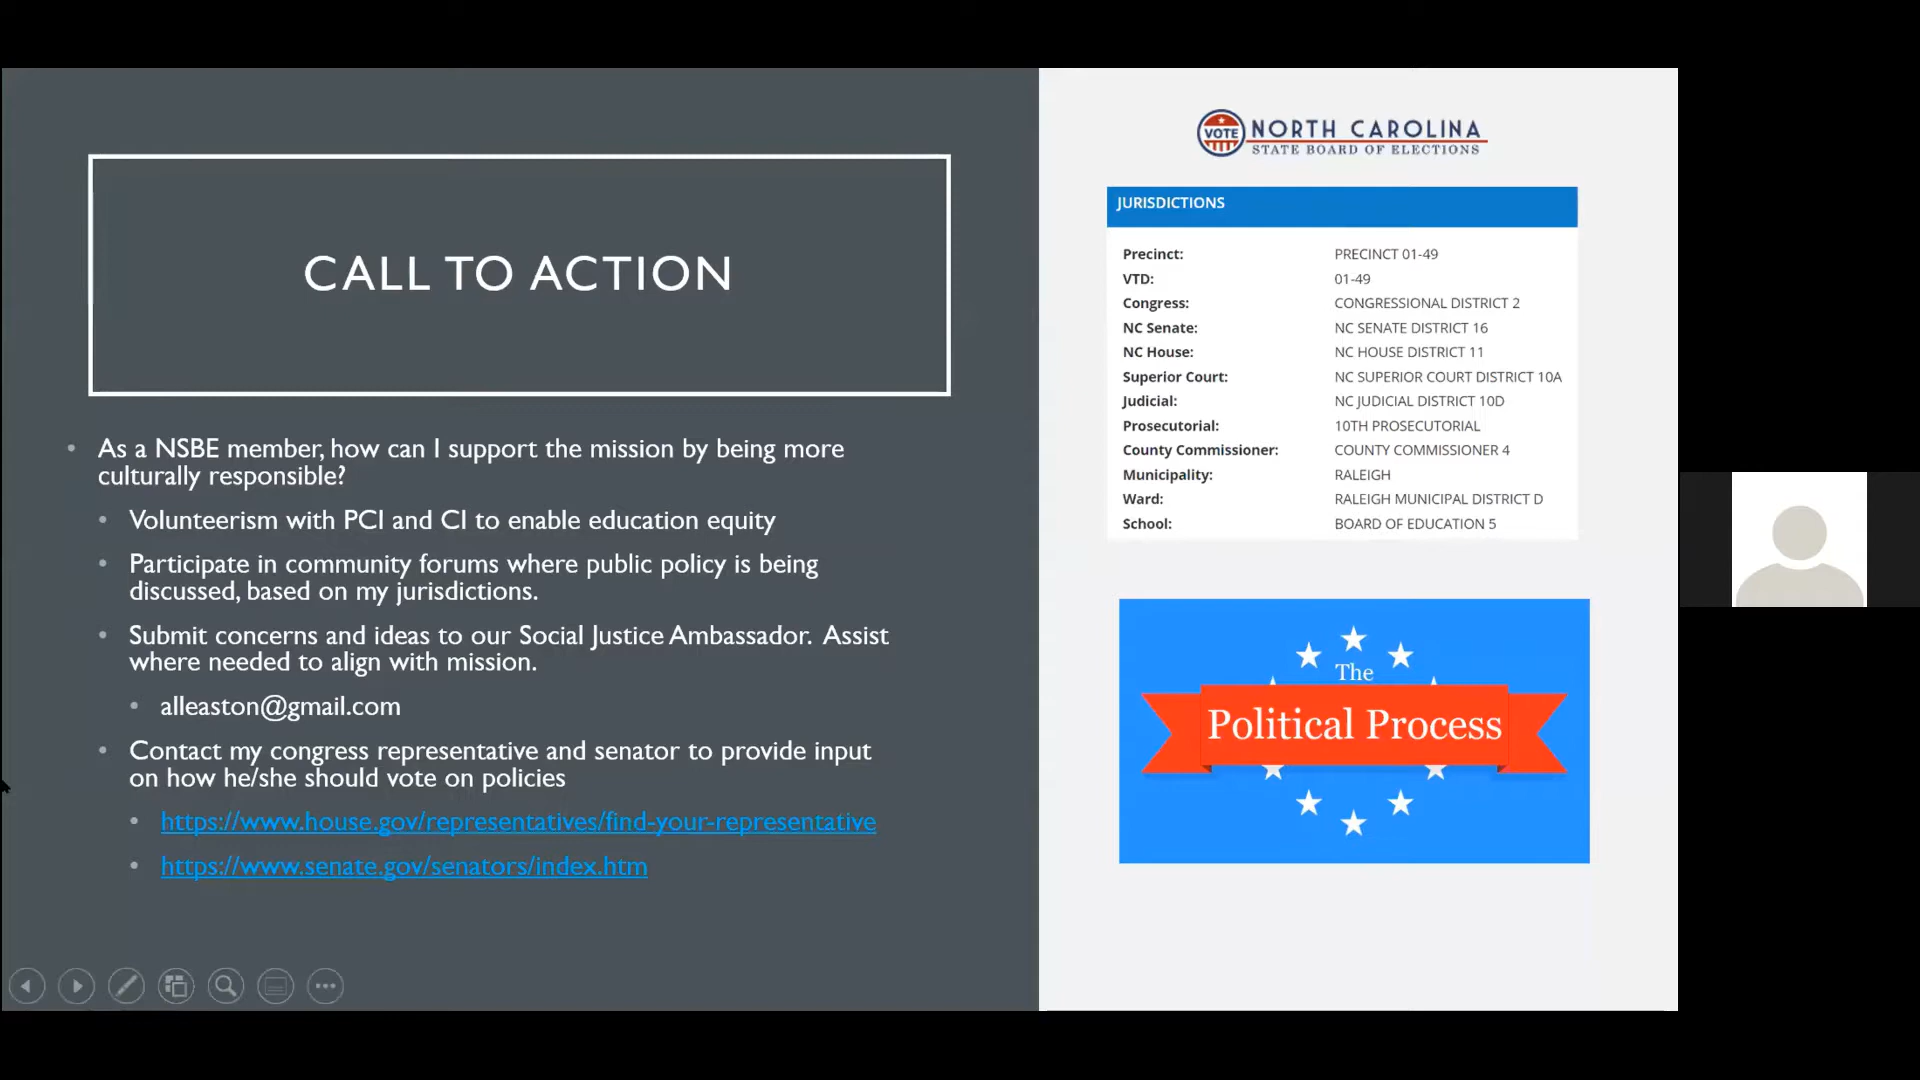 CALL TO ACTION
• As a NSBE member, how can I support the mission by being more
culturally responsible?
• Volunteerism with PCI and CI to enable education equity
• Participate in community forums where public policy is being
discussed, based on my jurisdictions.
• Submit concerns and ideas to our Social Justice Ambassador.  Assist
where needed to align with mission.
• alleaston@gmail.com
• Contact my congress representative and senator to provide input
on how he/she should vote on policies
• https://www.house.gov/representatives/find-your-representative
• https://www.senate.gov/senators/index.htm
VOTE NORTH CAROLINA
STATE BOARD OF ELECTIONS
JURISDICTIONS
Precinct: PRECINCT 01-49
VTD: 01-49
Congress: CONGRESSIONAL DISTRICT 2
NC Senate: NC SENATE DISTRICT 16
NC House: NC HOUSE DISTRICT 11
Superior Court: NC SUPERIOR COURT DISTRICT 10A
Judicial: NC JUDICIAL DISTRICT 10D
Prosecutorial: 10TH PROSECUTORIAL
County Commissioner: COUNTY COMMISSIONER 4
Municipality: RALEIGH
Ward: RALEIGH MUNICIPAL DISTRICT D
School: BOARD OF EDUCATION 5
The
Political Process